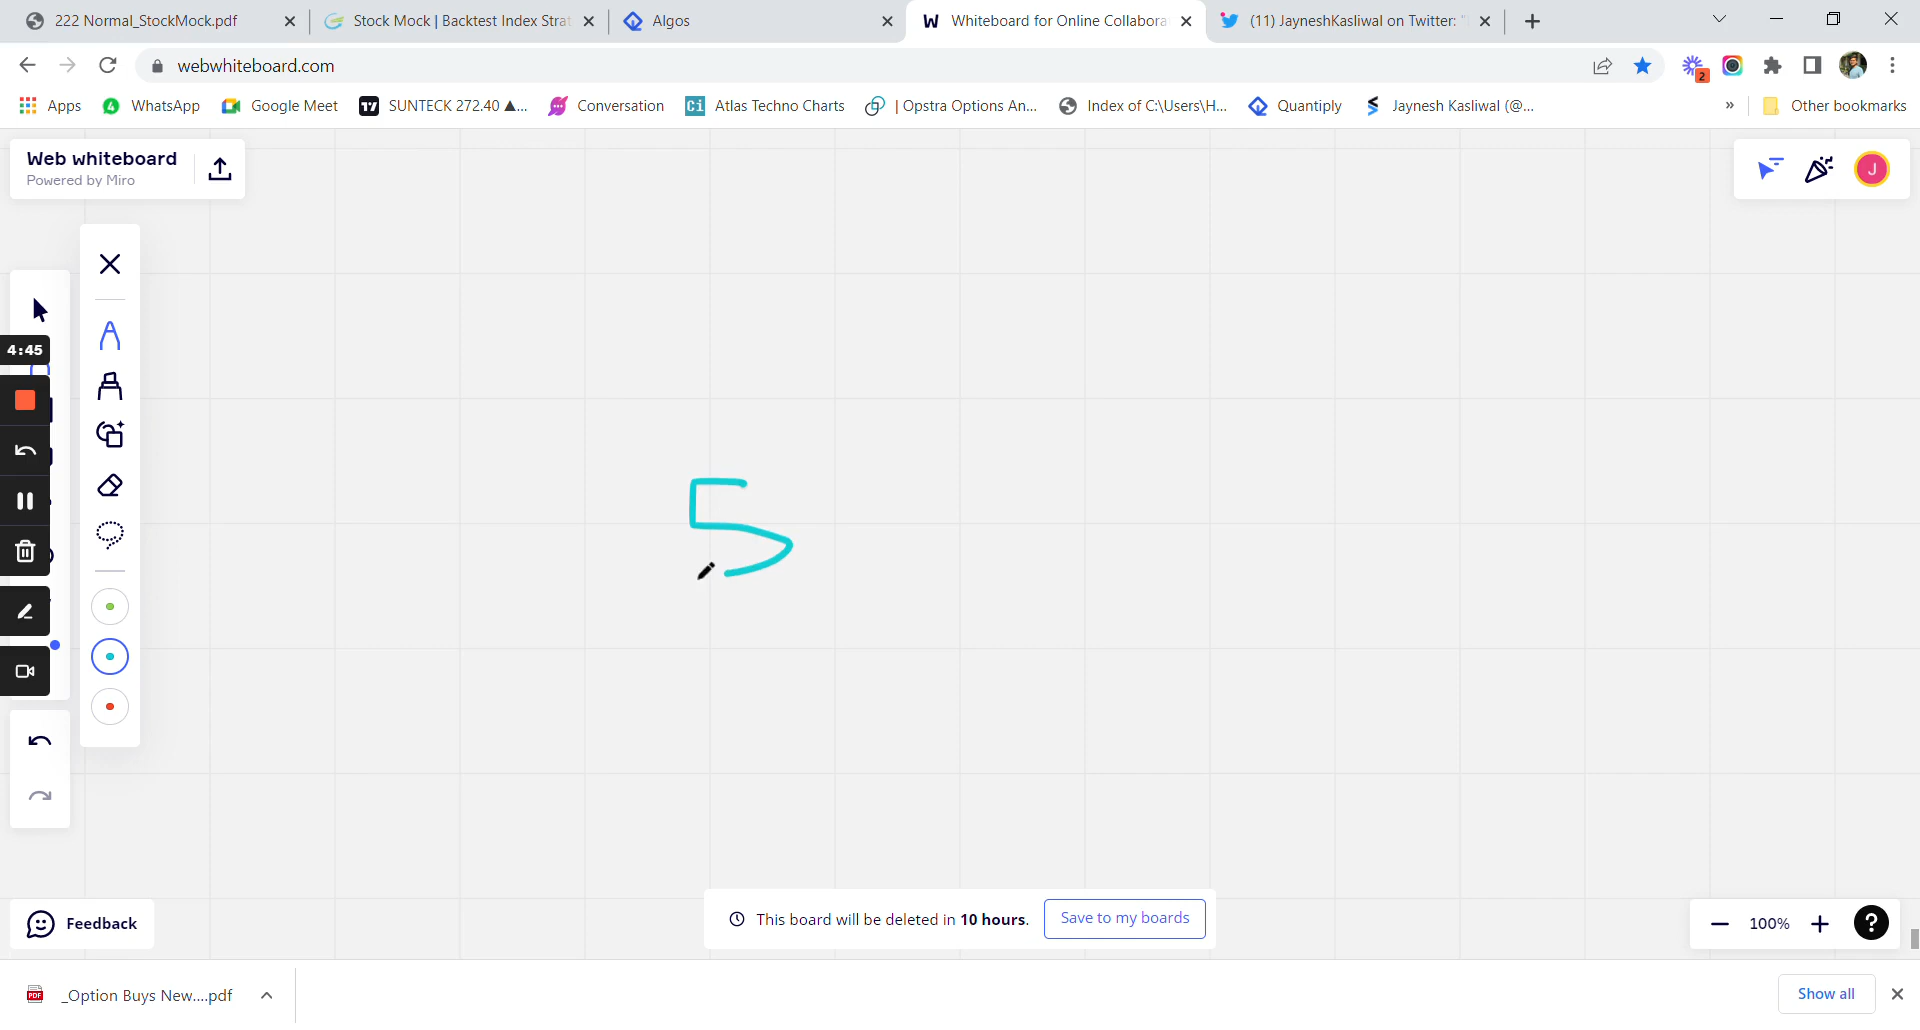 222 Normal_StockMock.pdf
Stock Mock | Backtest Index Strat
Algos
Whiteboard for Online Collabora
(11) JayneshKasliwal on Twitter: "
webwhiteboard.com
2
Apps
WhatsApp
Google Meet
SUNTECK 272.40 ▲...
Conversation
Atlas Techno Charts
| Opstra Options An...
Index of C:\Users\H...
Quantiply
Jaynesh Kasliwal (@...
»
Other bookmarks
Web whiteboard
Powered by Miro
J
4:45
5
Feedback
This board will be deleted in 10 hours.
Save to my boards
100%
?
_Option Buys New....pdf
Show all